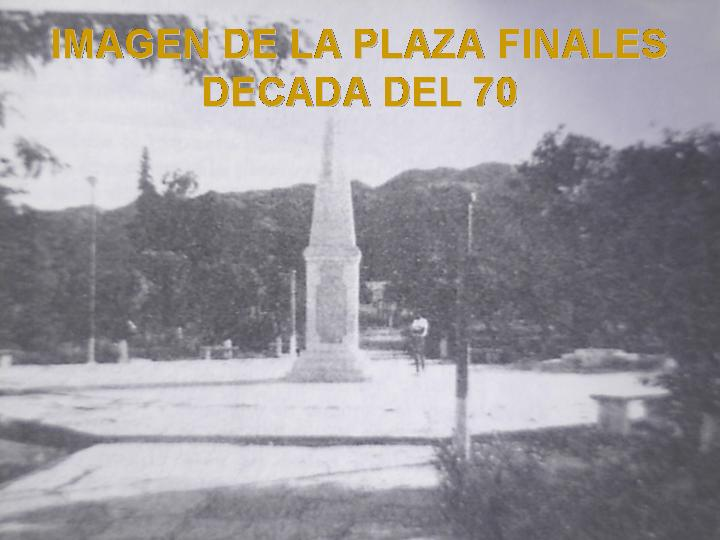 IMAGEN DE LA PLAZA FINALES
DECADA DEL 70